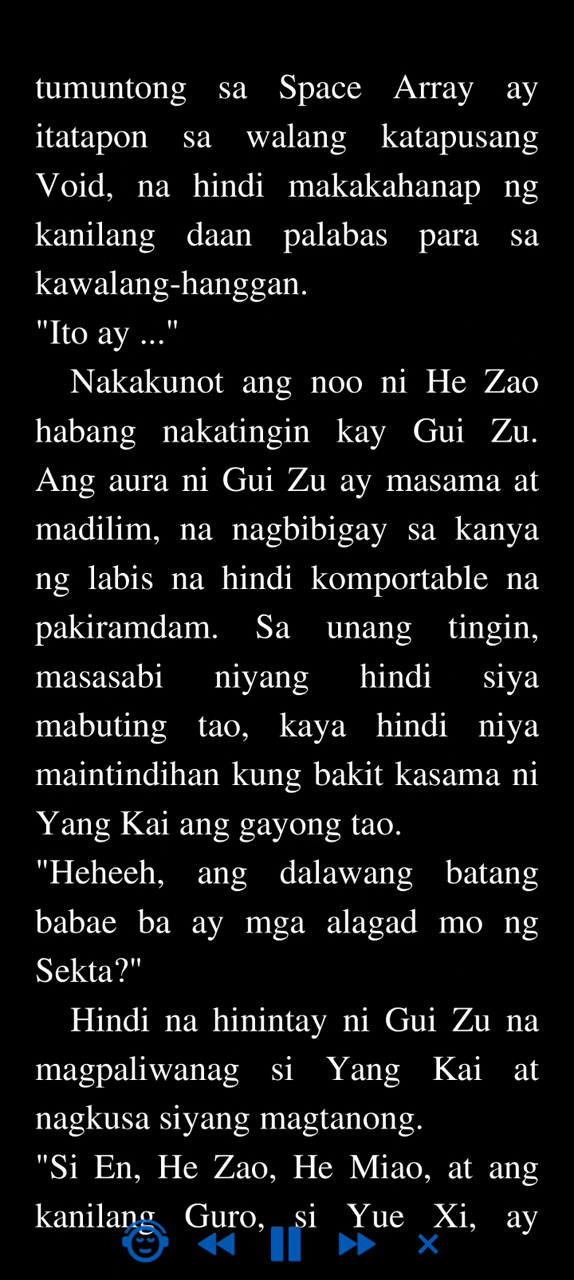 tumuntong sa Space Array ay
itatapon sa walang katapusang
Void, na hindi makakahanap ng
kanilang daan palabas para sa
kawalang-hanggan.
"Ito ay ..."
Nakakunot ang noo ni He Zao
habang nakatingin kay Gui Zu.
Ang aura ni Gui Zu ay masama at
madilim, na nagbibigay sa kanya
ng labis na hindi komportable na
pakiramdam. Sa unang tingin,
masasabi niyang hindi siya
mabuting tao, kaya hindi niya
maintindihan kung bakit kasama ni
Yang Kai ang gayong tao.
"Heheeh, ang dalawang batang
babae ba ay mga alagad mo ng
Sekta?"
Hindi na hinintay ni Gui Zu na
magpaliwanag si Yang Kai at
nagkusa siyang magtanong.
"Si En, He Zao, He Miao, at ang
kanilang Guro, si Yue Xi, ay